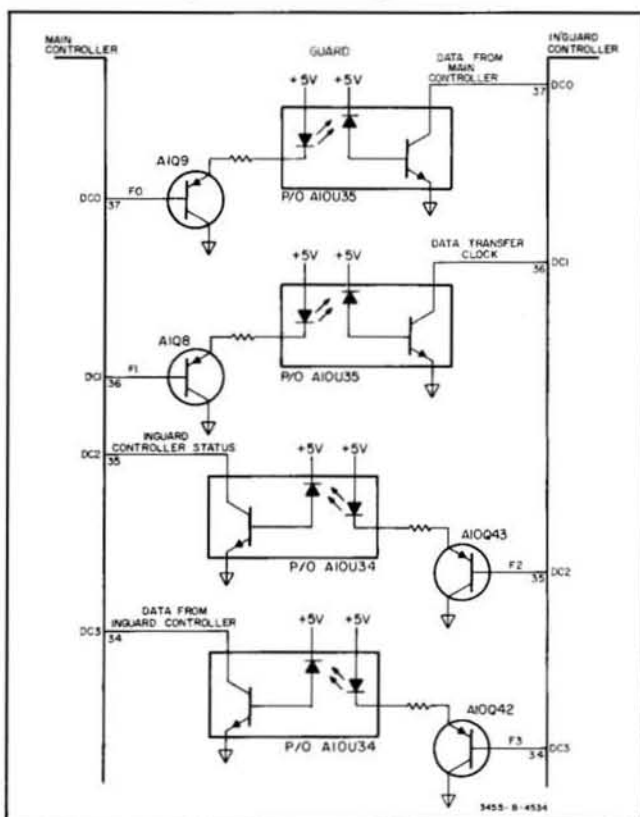 MAIN
CONTROLLER
GUARD
INGUARD
CONTROLLER
DATA FROM
MAIN
CONTROLLER
+5V
+5V
DC0
37
A1Q9
P/O A10U35
DC0
F0
37
DATA TRANSFER
CLOCK
+5V
+5V
DC1
36
A1Q8
P/O A10U35
DC1
F1
36
INGUARD
CONTROLLER STATUS
DC2
35
+5V
+5V
A10Q43
P/O A10U34
F2
DC2
35
DATA FROM
INGUARD CONTROLLER
DC3
34
+5V
+5V
A10Q42
P/O A10U34
F3
DC3
34
3455-B-4534